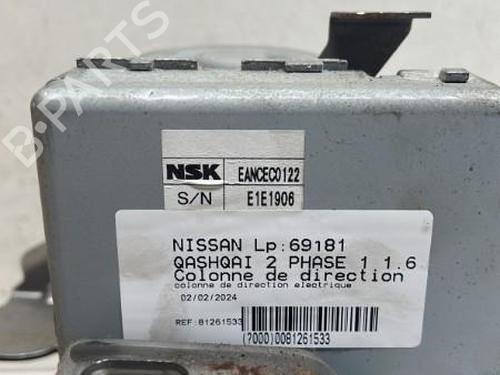 B-PARTS
NSK EANCEC0122
S/N E1E1906
NISSAN Lp:69181
QASHQAI 2 PHASE 1 1.6
Colonne de direction
colonne de direction electrique
02/02/2024
REF:81261533
(?000)0081261533